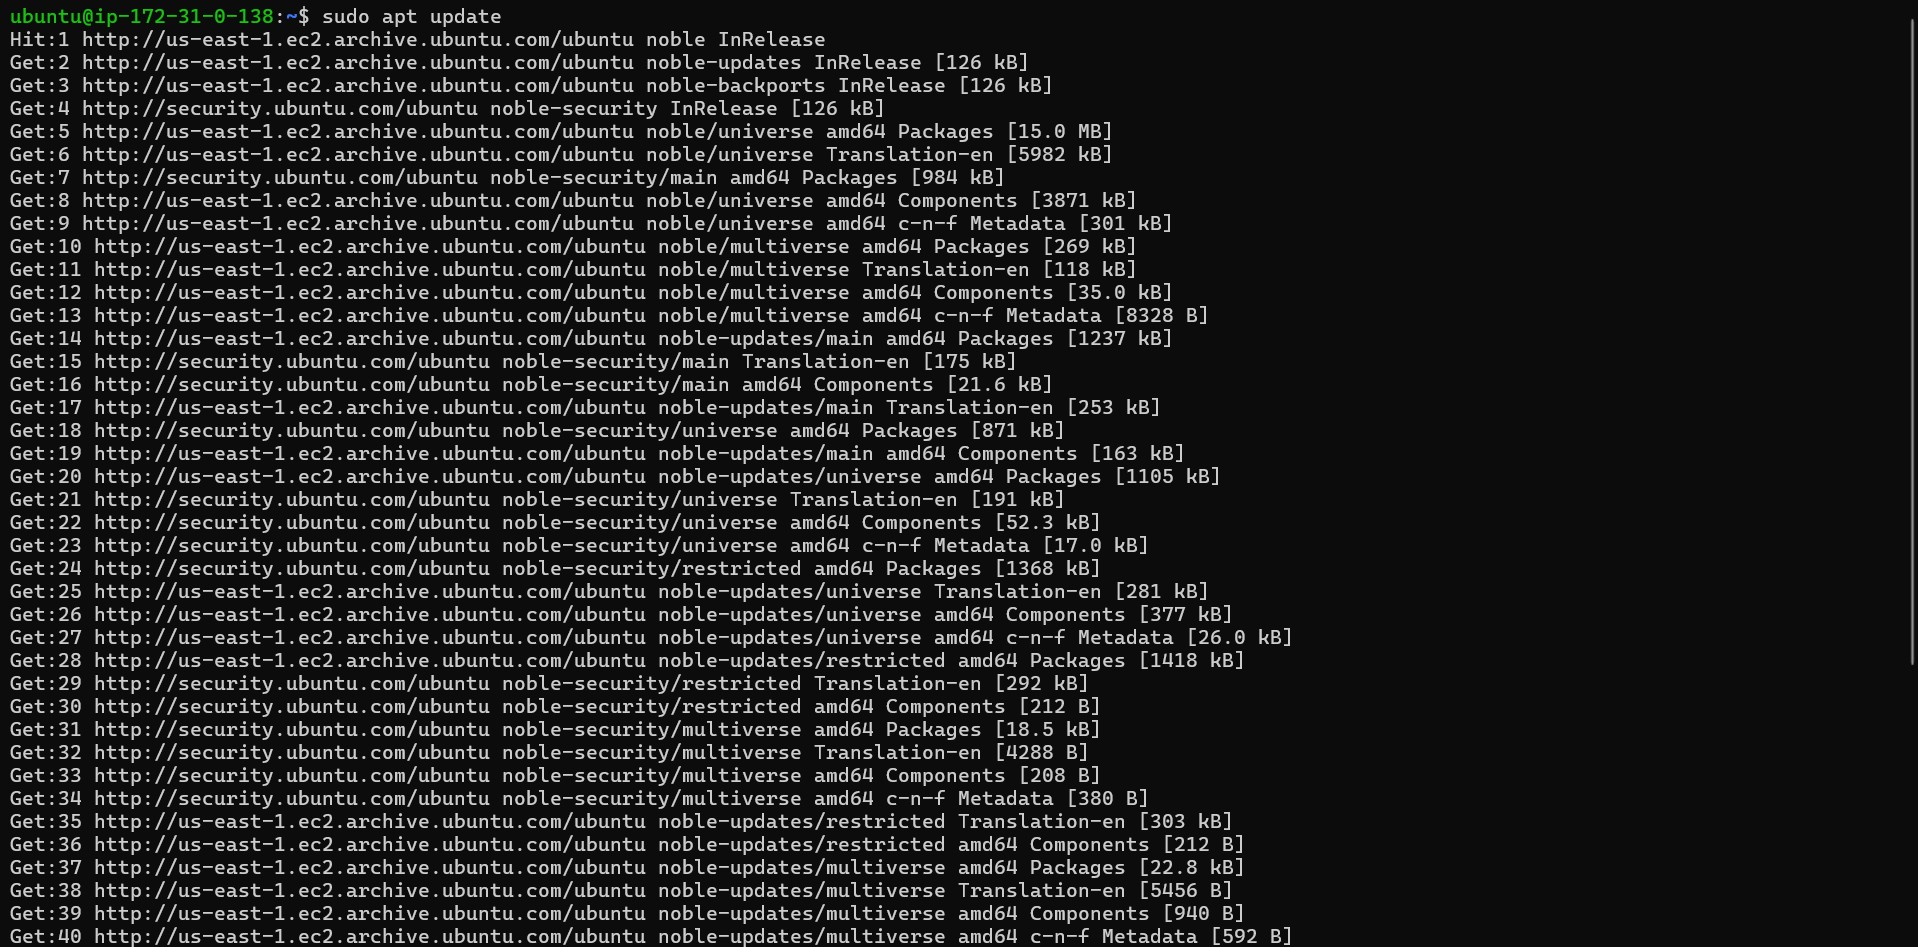 ubuntu@ip-172-31-0-138:~$ sudo apt update
Hit:1 http://us-east-1.ec2.archive.ubuntu.com/ubuntu noble InRelease
Get:2 http://us-east-1.ec2.archive.ubuntu.com/ubuntu noble-updates InRelease [126 kB]
Get:3 http://us-east-1.ec2.archive.ubuntu.com/ubuntu noble-backports InRelease [126 kB]
Get:4 http://security.ubuntu.com/ubuntu noble-security InRelease [126 kB]
Get:5 http://us-east-1.ec2.archive.ubuntu.com/ubuntu noble/universe amd64 Packages [15.0 MB]
Get:6 http://us-east-1.ec2.archive.ubuntu.com/ubuntu noble/universe Translation-en [5982 kB]
Get:7 http://security.ubuntu.com/ubuntu noble-security/main amd64 Packages [984 kB]
Get:8 http://us-east-1.ec2.archive.ubuntu.com/ubuntu noble/universe amd64 Components [3871 kB]
Get:9 http://us-east-1.ec2.archive.ubuntu.com/ubuntu noble/universe amd64 c-n-f Metadata [301 kB]
Get:10 http://us-east-1.ec2.archive.ubuntu.com/ubuntu noble/multiverse amd64 Packages [269 kB]
Get:11 http://us-east-1.ec2.archive.ubuntu.com/ubuntu noble/multiverse Translation-en [118 kB]
Get:12 http://us-east-1.ec2.archive.ubuntu.com/ubuntu noble/multiverse amd64 Components [35.0 kB]
Get:13 http://us-east-1.ec2.archive.ubuntu.com/ubuntu noble/multiverse amd64 c-n-f Metadata [8328 B]
Get:14 http://us-east-1.ec2.archive.ubuntu.com/ubuntu noble-updates/main amd64 Packages [1237 kB]
Get:15 http://security.ubuntu.com/ubuntu noble-security/main Translation-en [175 kB]
Get:16 http://security.ubuntu.com/ubuntu noble-security/main amd64 Components [21.6 kB]
Get:17 http://us-east-1.ec2.archive.ubuntu.com/ubuntu noble-updates/main Translation-en [253 kB]
Get:18 http://security.ubuntu.com/ubuntu noble-security/universe amd64 Packages [871 kB]
Get:19 http://us-east-1.ec2.archive.ubuntu.com/ubuntu noble-updates/main amd64 Components [163 kB]
Get:20 http://us-east-1.ec2.archive.ubuntu.com/ubuntu noble-updates/universe amd64 Packages [1105 kB]
Get:21 http://security.ubuntu.com/ubuntu noble-security/universe Translation-en [191 kB]
Get:22 http://security.ubuntu.com/ubuntu noble-security/universe amd64 Components [52.3 kB]
Get:23 http://security.ubuntu.com/ubuntu noble-security/universe amd64 c-n-f Metadata [17.0 kB]
Get:24 http://security.ubuntu.com/ubuntu noble-security/restricted amd64 Packages [1368 kB]
Get:25 http://us-east-1.ec2.archive.ubuntu.com/ubuntu noble-updates/universe Translation-en [281 kB]
Get:26 http://us-east-1.ec2.archive.ubuntu.com/ubuntu noble-updates/universe amd64 Components [377 kB]
Get:27 http://us-east-1.ec2.archive.ubuntu.com/ubuntu noble-updates/universe amd64 c-n-f Metadata [26.0 kB]
Get:28 http://us-east-1.ec2.archive.ubuntu.com/ubuntu noble-updates/restricted amd64 Packages [1418 kB]
Get:29 http://security.ubuntu.com/ubuntu noble-security/restricted Translation-en [292 kB]
Get:30 http://security.ubuntu.com/ubuntu noble-security/restricted amd64 Components [212 B]
Get:31 http://security.ubuntu.com/ubuntu noble-security/multiverse amd64 Packages [18.5 kB]
Get:32 http://security.ubuntu.com/ubuntu noble-security/multiverse Translation-en [4288 B]
Get:33 http://security.ubuntu.com/ubuntu noble-security/multiverse amd64 Components [208 B]
Get:34 http://security.ubuntu.com/ubuntu noble-security/multiverse amd64 c-n-f Metadata [380 B]
Get:35 http://us-east-1.ec2.archive.ubuntu.com/ubuntu noble-updates/restricted Translation-en [303 kB]
Get:36 http://us-east-1.ec2.archive.ubuntu.com/ubuntu noble-updates/restricted amd64 Components [212 B]
Get:37 http://us-east-1.ec2.archive.ubuntu.com/ubuntu noble-updates/multiverse amd64 Packages [22.8 kB]
Get:38 http://us-east-1.ec2.archive.ubuntu.com/ubuntu noble-updates/multiverse Translation-en [5456 B]
Get:39 http://us-east-1.ec2.archive.ubuntu.com/ubuntu noble-updates/multiverse amd64 Components [940 B]
Get:40 http://us-east-1.ec2.archive.ubuntu.com/ubuntu noble-updates/multiverse amd64 c-n-f Metadata [592 B]